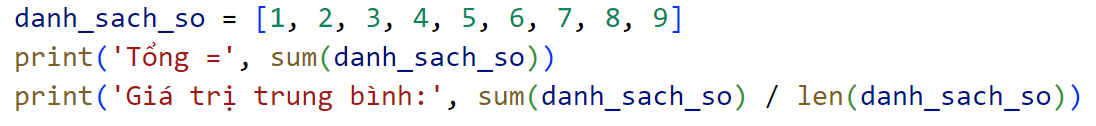 danh_sach_so = [1, 2, 3, 4, 5, 6, 7, 8, 9]
print('Tổng =', sum(danh_sach_so))
print('Giá trị trung bình:', sum(danh_sach_so) / len(danh_sach_so))